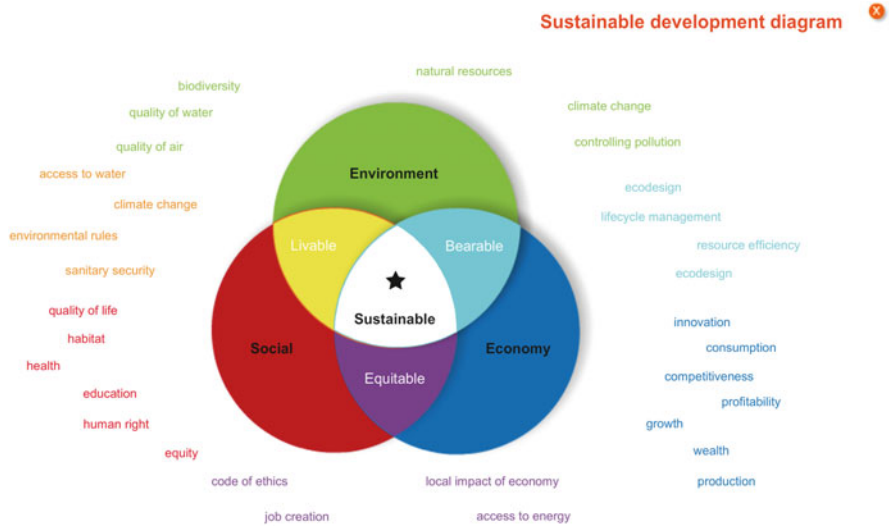 Sustainable development diagram
X
natural resources
biodiversity
climate change
quality of water
controlling pollution
quality of air
access to water
Environment
ecodesign
climate change
lifecycle management
environmental rules
Livable
Bearable
resource efficiency
sanitary security
ecodesign
quality of life
Sustainable
innovation
habitat
Social
Economy
consumption
health
Equitable
competitiveness
education
profitability
human right
growth
equity
wealth
code of ethics
local impact of economy
production
job creation
access to energy